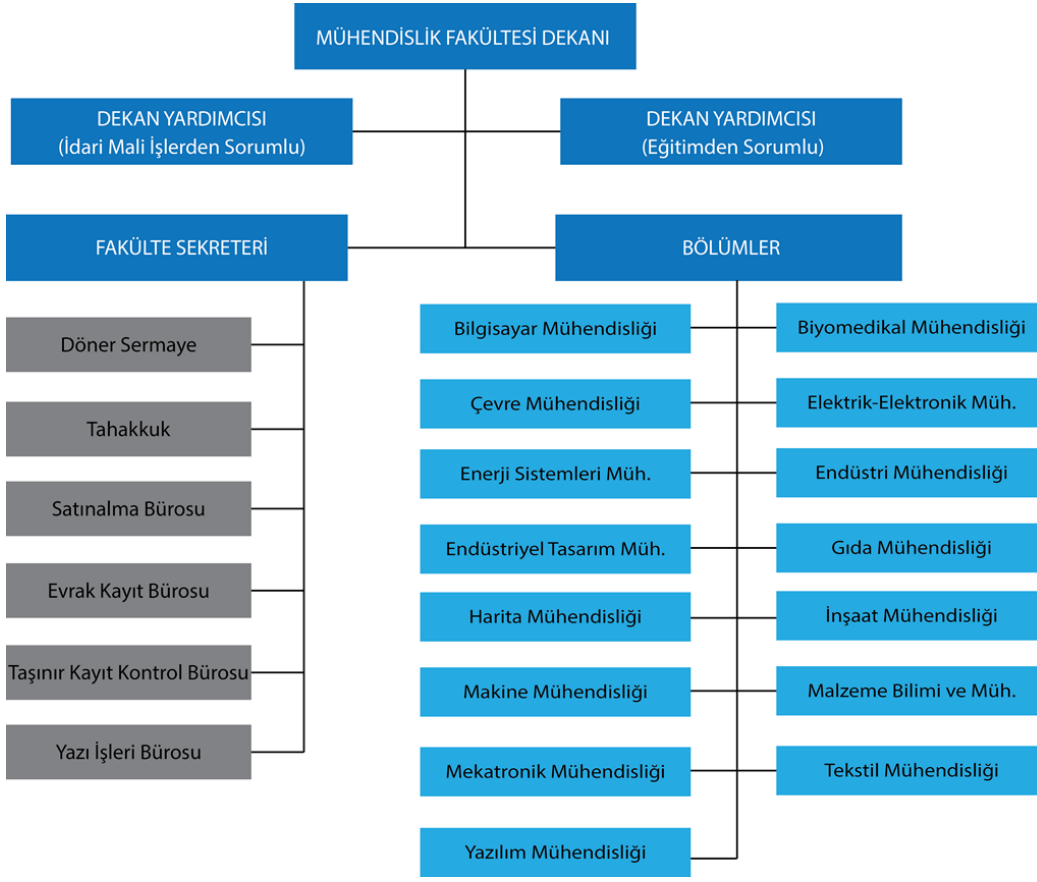 MÜHENDİSLİK FAKÜLTESİ DEKANI
DEKAN YARDIMCISI
(İdari Mali İşlerden Sorumlu)
DEKAN YARDIMCISI
(Eğitimden Sorumlu)
FAKÜLTE SEKRETERİ
BÖLÜMLER
Döner Sermaye
Tahakkuk
Satınalma Bürosu
Evrak Kayıt Bürosu
Taşınır Kayıt Kontrol Bürosu
Yazı İşleri Bürosu
Bilgisayar Mühendisliği
Biyomedikal Mühendisliği
Çevre Mühendisliği
Elektrik-Elektronik Müh.
Enerji Sistemleri Müh.
Endüstri Mühendisliği
Endüstriyel Tasarım Müh.
Gıda Mühendisliği
Harita Mühendisliği
İnşaat Mühendisliği
Makine Mühendisliği
Malzeme Bilimi ve Müh.
Mekatronik Mühendisliği
Tekstil Mühendisliği
Yazılım Mühendisliği